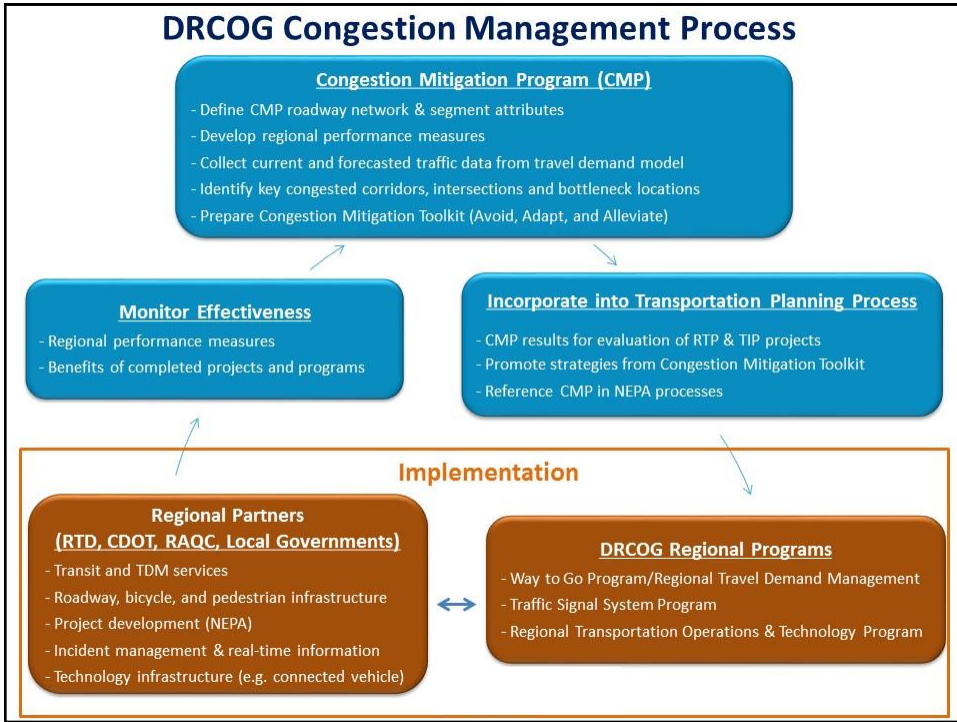 DRCOG Congestion Management Process
Congestion Mitigation Program (CMP)
- Define CMP roadway network & segment attributes
- Develop regional performance measures
- Collect current and forecasted traffic data from travel demand model
- Identify key congested corridors, intersections and bottleneck locations
- Prepare Congestion Mitigation Toolkit (Avoid, Adapt, and Alleviate)
Monitor Effectiveness
- Regional performance measures
- Benefits of completed projects and programs
Incorporate into Transportation Planning Process
- CMP results for evaluation of RTP & TIP projects
- Promote strategies from Congestion Mitigation Toolkit
- Reference CMP in NEPA processes
Implementation
Regional Partners
(RTD, CDOT, RAQC, Local Governments)
- Transit and TDM services
- Roadway, bicycle, and pedestrian infrastructure
- Project development (NEPA)
- Incident management & real-time information
- Technology infrastructure (e.g. connected vehicle)
DRCOG Regional Programs
- Way to Go Program/Regional Travel Demand Management
- Traffic Signal System Program
- Regional Transportation Operations & Technology Program